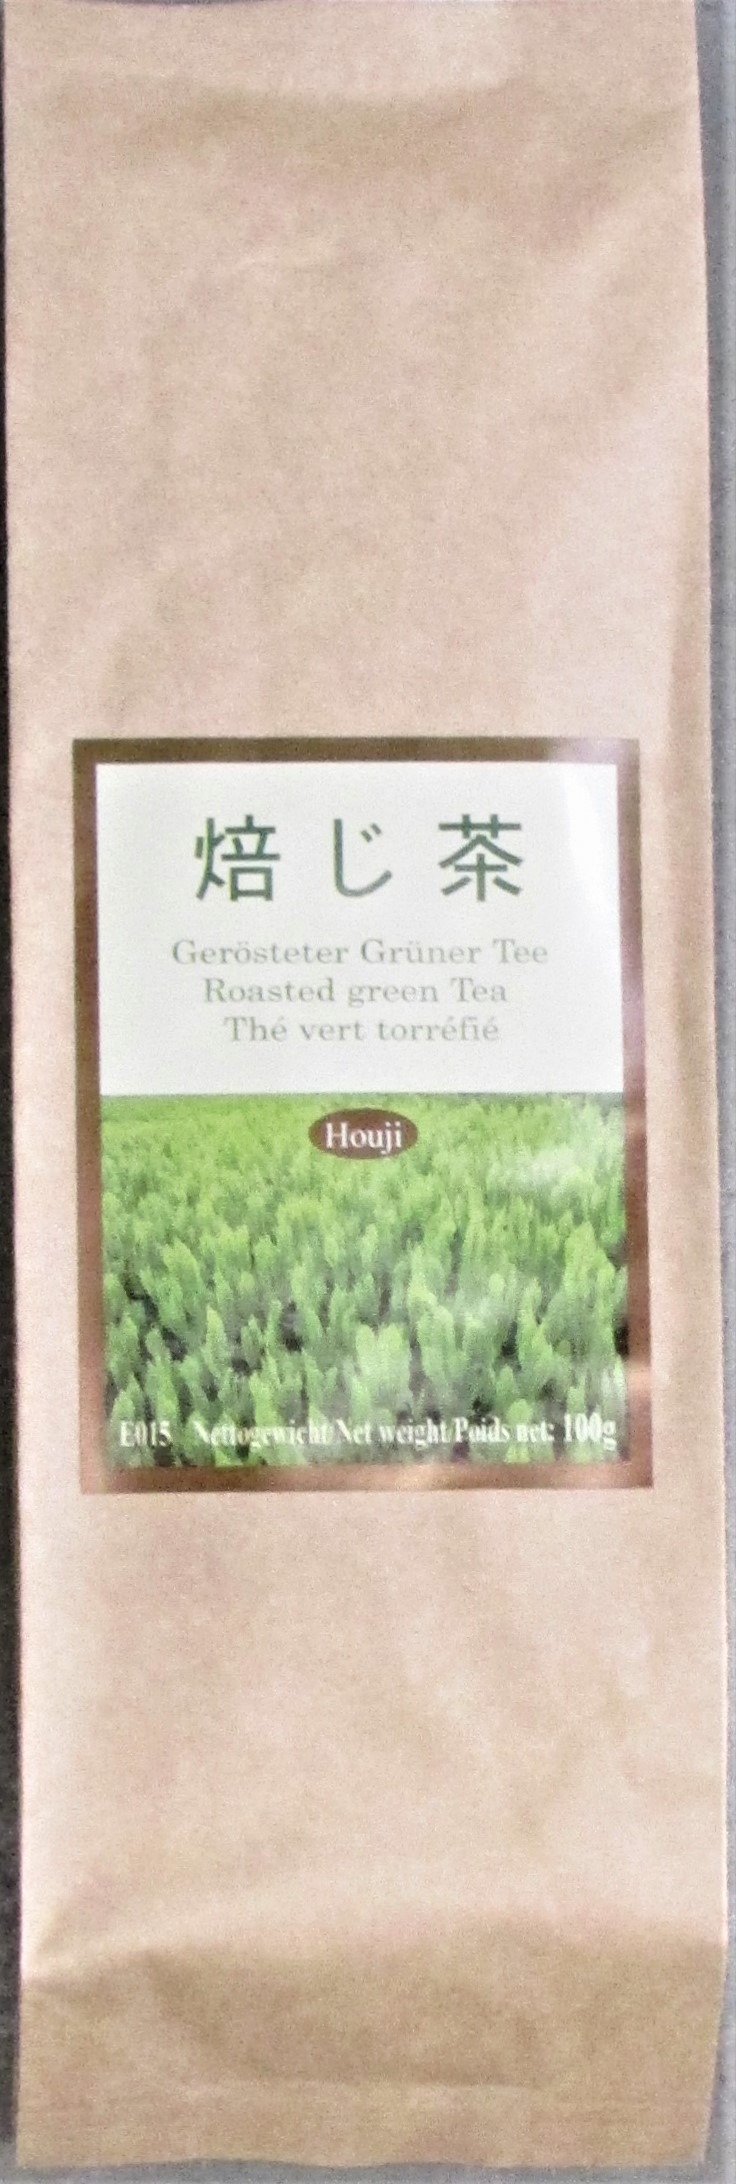 焙じ茶
Gerösteter Grüner Tee
Roasted green Tea
Thé vert torréfié
Houji
E015 Nettogewicht/Net weight/Poids net: 100g